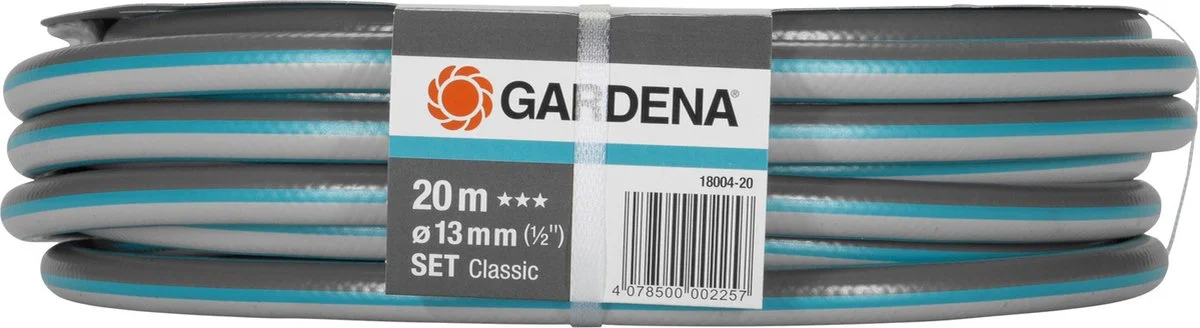 GARDENA®
18004-20
20 m ★★★
ø 13 mm (½")
SET Classic
4 078500 002257